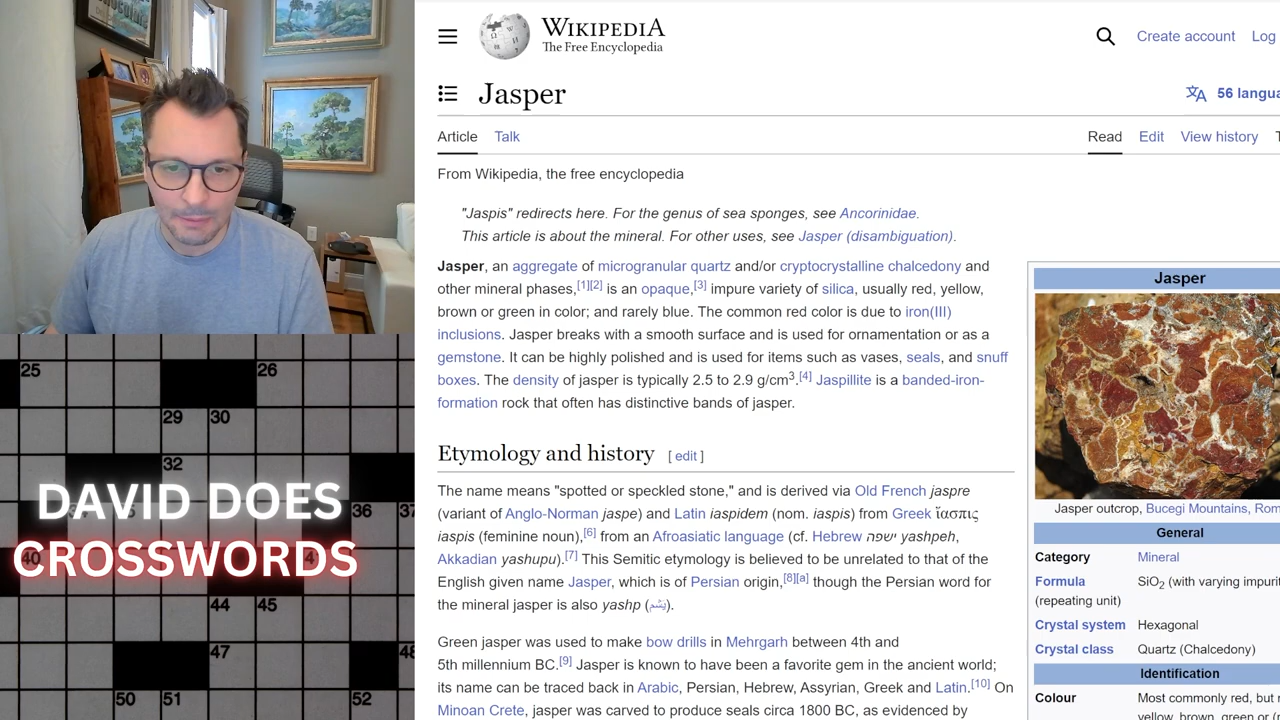 WIKIPEDIA
The Free Encyclopedia
Create account
Log
Jasper
56 langua
Article
Talk
Read
Edit
View history
From Wikipedia, the free encyclopedia
"Jaspis" redirects here. For the genus of sea sponges, see Ancorinidae.
This article is about the mineral. For other uses, see Jasper (disambiguation).
Jasper, an aggregate of microgranular quartz and/or cryptocrystalline chalcedony and
other mineral phases,[1][2] is an opaque,[3] impure variety of silica, usually red, yellow,
brown or green in color; and rarely blue. The common red color is due to iron(III)
inclusions. Jasper breaks with a smooth surface and is used for ornamentation or as a
gemstone. It can be highly polished and is used for items such as vases, seals, and snuff
boxes. The density of jasper is typically 2.5 to 2.9 g/cm3.[4] Jaspillite is a banded-iron-
formation rock that often has distinctive bands of jasper.
Etymology and history [ edit ]
The name means "spotted or speckled stone," and is derived via Old French jaspre
(variant of Anglo-Norman jaspe) and Latin iaspidem (nom. iaspis) from Greek ἴασπις
iaspis (feminine noun),[6] from an Afroasiatic language (cf. Hebrew ישפה yashpeh,
Akkadian yashupu).[7] This Semitic etymology is believed to be unrelated to that of the
English given name Jasper, which is of Persian origin,[8][a] though the Persian word for
the mineral jasper is also yashp (یَشْم).
Green jasper was used to make bow drills in Mehrgarh between 4th and
5th millennium BC.[9] Jasper is known to have been a favorite gem in the ancient world;
its name can be traced back in Arabic, Persian, Hebrew, Assyrian, Greek and Latin.[10] On
Minoan Crete, jasper was carved to produce seals circa 1800 BC, as evidenced by
Jasper
Jasper outcrop, Bucegi Mountains, Rom
General
Category Mineral
Formula SiO2 (with varying impurit
(repeating unit)
Crystal system Hexagonal
Crystal class Quartz (Chalcedony)
Identification
Colour Most commonly red, but m
yellow, brown, green or (r
25
26
29 30
32
36 37
DAVID DOES
CROSSWORDS
40
44 45
47
48
50 51
52